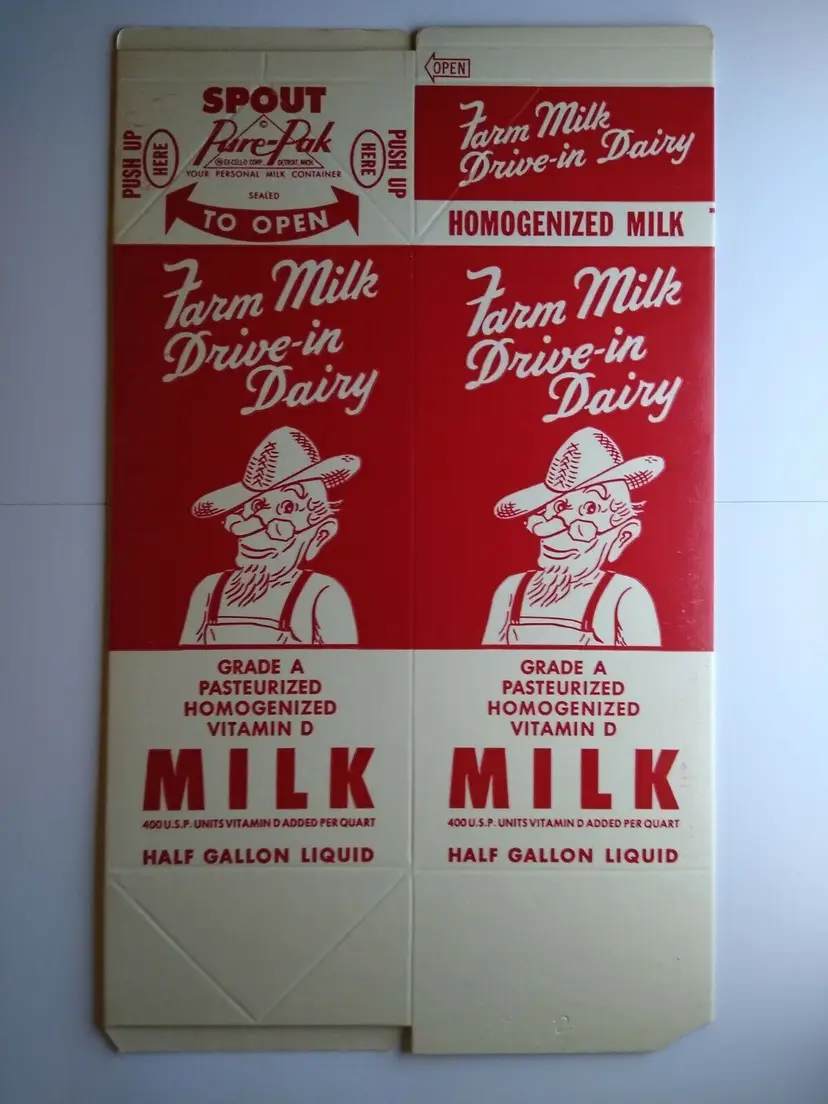 SPOUT
PUSH UP
HERE
Pure-Pak
EX-CELL-O CORP. DETROIT, MICH.
YOUR PERSONAL MILK CONTAINER
SEALED
HERE
PUSH UP
TO OPEN
OPEN
Farm Milk
Drive-in Dairy
HOMOGENIZED MILK
Farm Milk
Drive-in
Dairy
GRADE A
PASTEURIZED
HOMOGENIZED
VITAMIN D
MILK
400 U.S.P. UNITS VITAMIN D ADDED PER QUART
HALF GALLON LIQUID
Farm Milk
Drive-in
Dairy
GRADE A
PASTEURIZED
HOMOGENIZED
VITAMIN D
MILK
400 U.S.P. UNITS VITAMIN D ADDED PER QUART
HALF GALLON LIQUID